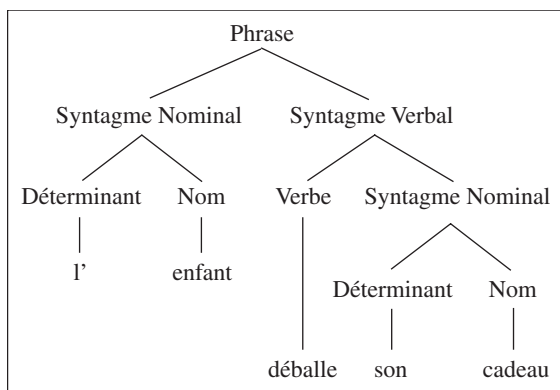 Phrase
Syntagme Nominal Syntagme Verbal
Déterminant Nom Verbe Syntagme Nominal
l’ enfant
Déterminant Nom
déballe son cadeau